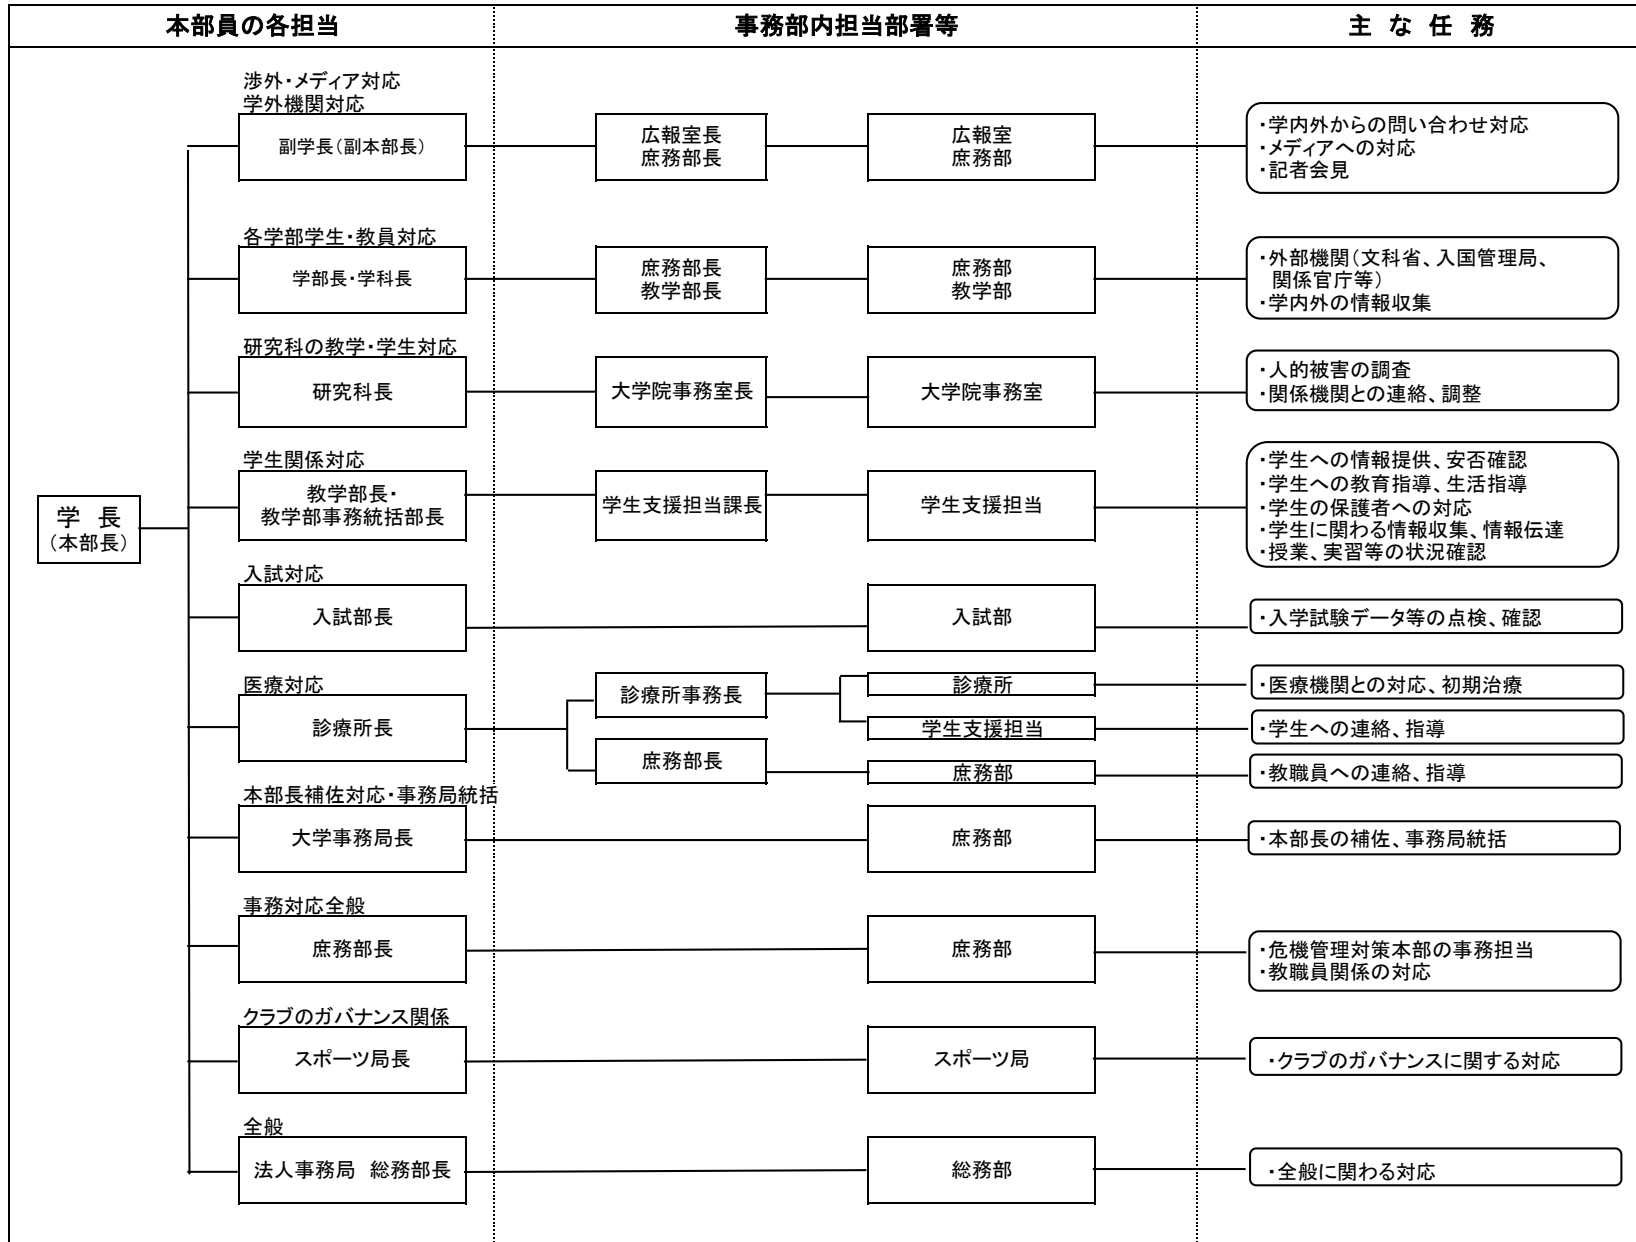 本部員の各担当
事務部内担当部署等
主 な 任 務
学 長
(本部長)
渉外・メディア対応
学外機関対応
副学長(副本部長)
広報室長
庶務部長
広報室
庶務部
・学内外からの問い合わせ対応
・メディアへの対応
・記者会見
各学部学生・教員対応
学部長・学科長
庶務部長
教学部長
庶務部
教学部
・外部機関(文科省、入国管理局、
関係官庁等)
・学内外の情報収集
研究科の教学・学生対応
研究科長
大学院事務室長
大学院事務室
・人的被害の調査
・関係機関との連絡、調整
学生関係対応
教学部長・
教学部事務統括部長
学生支援担当課長
学生支援担当
・学生への情報提供、安否確認
・学生への教育指導、生活指導
・学生の保護者への対応
・学生に関わる情報収集、情報伝達
・授業、実習等の状況確認
入試対応
入試部長
入試部
・入学試験データ等の点検、確認
医療対応
診療所長
診療所事務長
診療所
・医療機関との対応、初期治療
学生支援担当
・学生への連絡、指導
庶務部長
庶務部
・教職員への連絡、指導
本部長補佐対応・事務局統括
大学事務局長
庶務部
・本部長の補佐、事務局統括
事務対応全般
庶務部長
庶務部
・危機管理対策本部の事務担当
・教職員関係の対応
クラブのガバナンス関係
スポーツ局長
スポーツ局
・クラブのガバナンスに関する対応
全般
法人事務局 総務部長
総務部
・全般に関わる対応